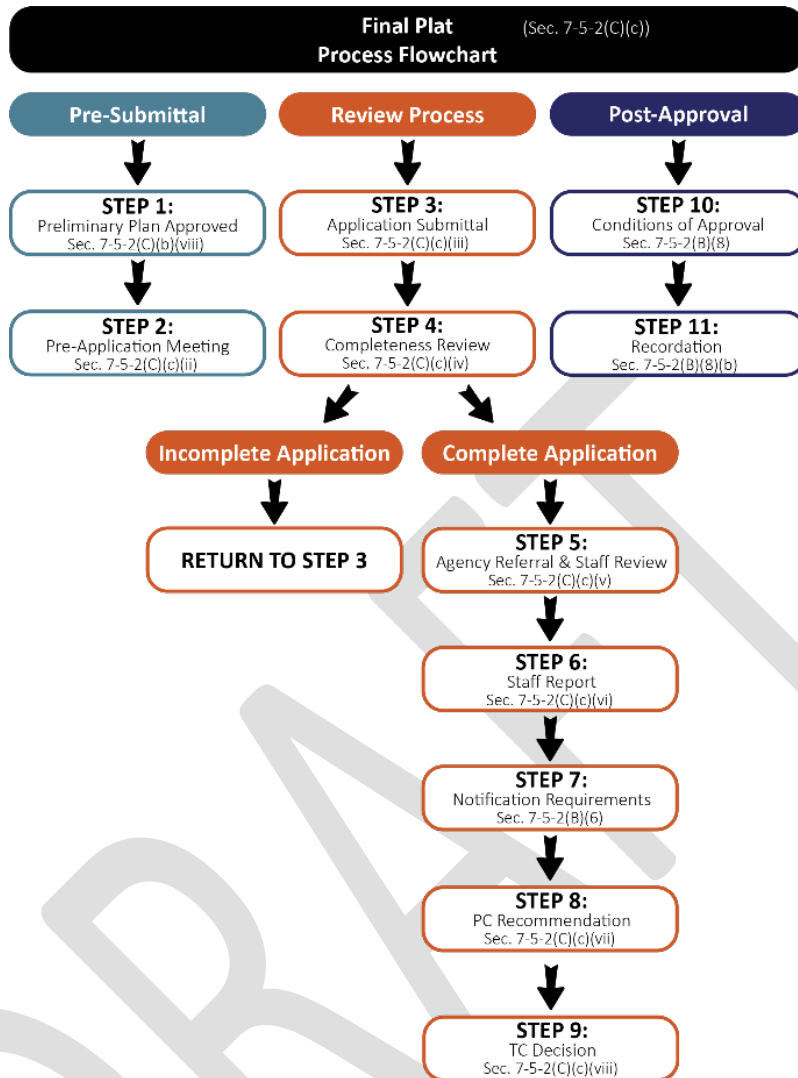 Final Plat (Sec. 7-5-2(C)(c))
Process Flowchart
Pre-Submittal
STEP 1:
Preliminary Plan Approved
Sec. 7-5-2(C)(b)(viii)
STEP 2:
Pre-Application Meeting
Sec. 7-5-2(C)(c)(ii)
Review Process
STEP 3:
Application Submittal
Sec. 7-5-2(C)(c)(iii)
STEP 4:
Completeness Review
Sec. 7-5-2(C)(c)(iv)
Incomplete Application
RETURN TO STEP 3
Complete Application
STEP 5:
Agency Referral & Staff Review
Sec. 7-5-2(C)(c)(v)
STEP 6:
Staff Report
Sec. 7-5-2(C)(c)(vi)
STEP 7:
Notification Requirements
Sec. 7-5-2(B)(6)
STEP 8:
PC Recommendation
Sec. 7-5-2(C)(c)(vii)
STEP 9:
TC Decision
Sec. 7-5-2(C)(c)(viii)
Post-Approval
STEP 10:
Conditions of Approval
Sec. 7-5-2(B)(8)
STEP 11:
Recordation
Sec. 7-5-2(B)(8)(b)
DRAFT